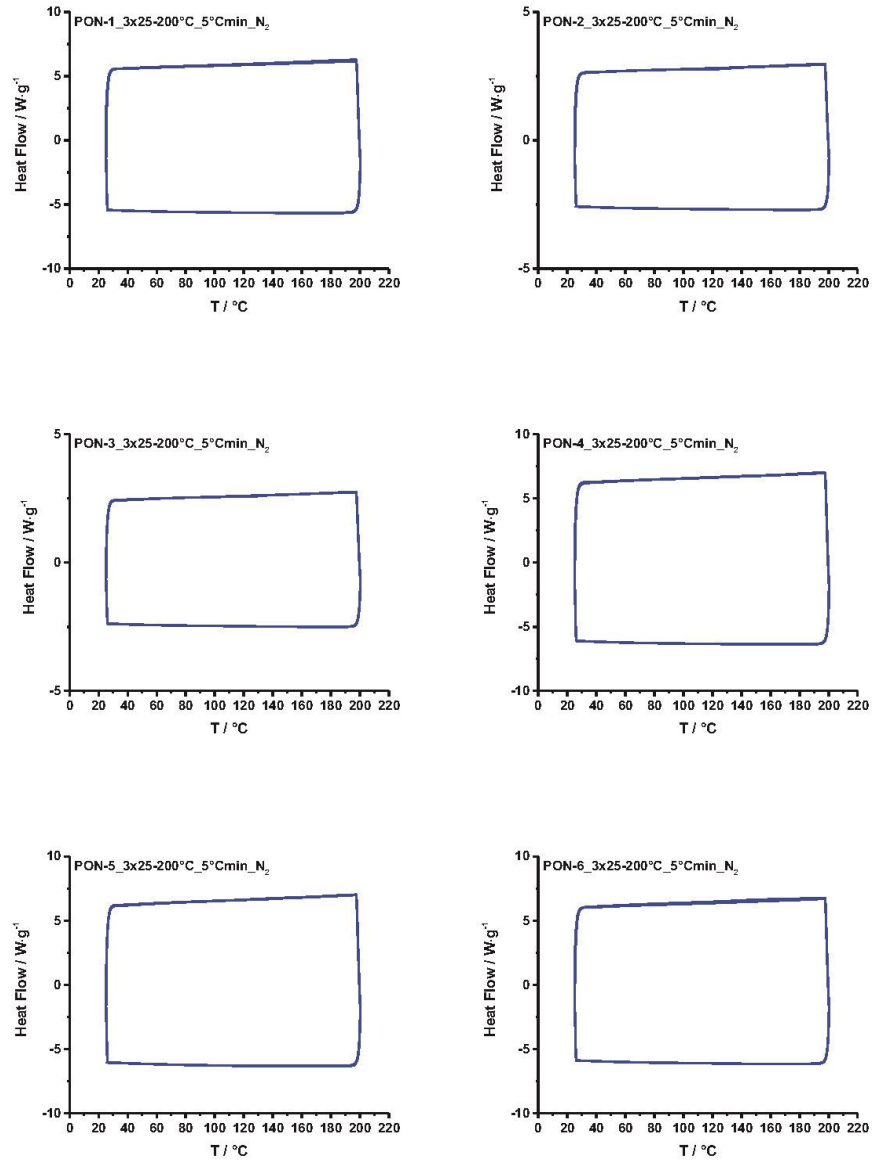 PON-1_3x25-200°C_5°Cmin_N₂
10
5
0
-5
-10
Heat Flow / W·g⁻¹
0 20 40 60 80 100 120 140 160 180 200 220
T / °C
PON-2_3x25-200°C_5°Cmin_N₂
5
0
-5
Heat Flow / W·g⁻¹
0 20 40 60 80 100 120 140 160 180 200 220
T / °C
PON-3_3x25-200°C_5°Cmin_N₂
5
0
-5
Heat Flow / W·g⁻¹
0 20 40 60 80 100 120 140 160 180 200 220
T / °C
PON-4_3x25-200°C_5°Cmin_N₂
10
5
0
-5
-10
Heat Flow / W·g⁻¹
0 20 40 60 80 100 120 140 160 180 200 220
T / °C
PON-5_3x25-200°C_5°Cmin_N₂
10
5
0
-5
-10
Heat Flow / W·g⁻¹
0 20 40 60 80 100 120 140 160 180 200 220
T / °C
PON-6_3x25-200°C_5°Cmin_N₂
10
5
0
-5
-10
Heat Flow / W·g⁻¹
0 20 40 60 80 100 120 140 160 180 200 220
T / °C